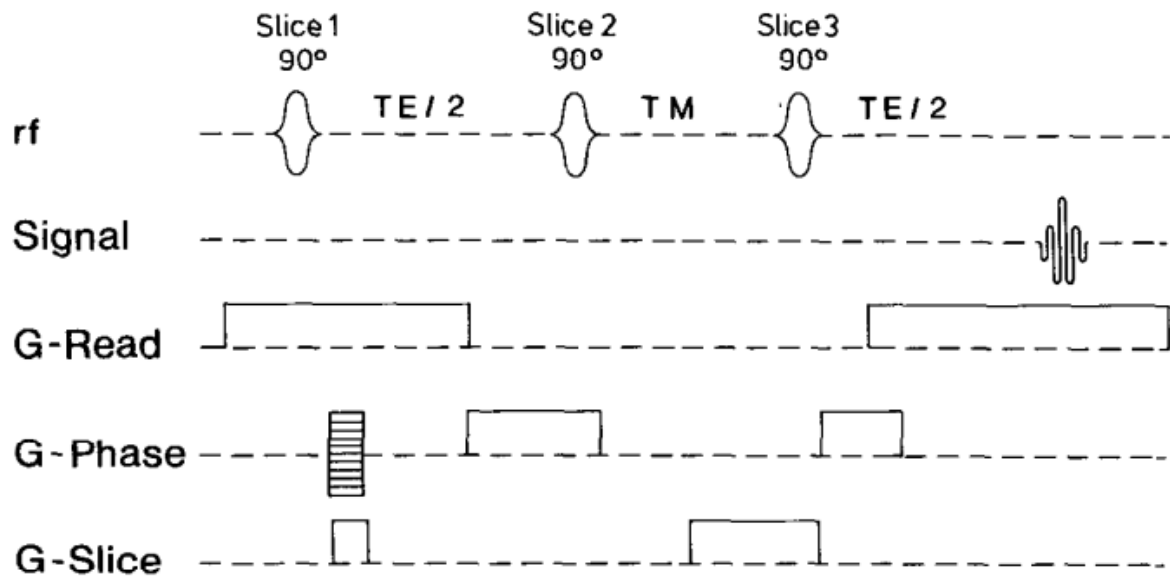 Slice 1 Slice 2 Slice 3
90° 90° 90°
rf TE/2 TM TE/2
Signal
G-Read
G-Phase
G-Slice